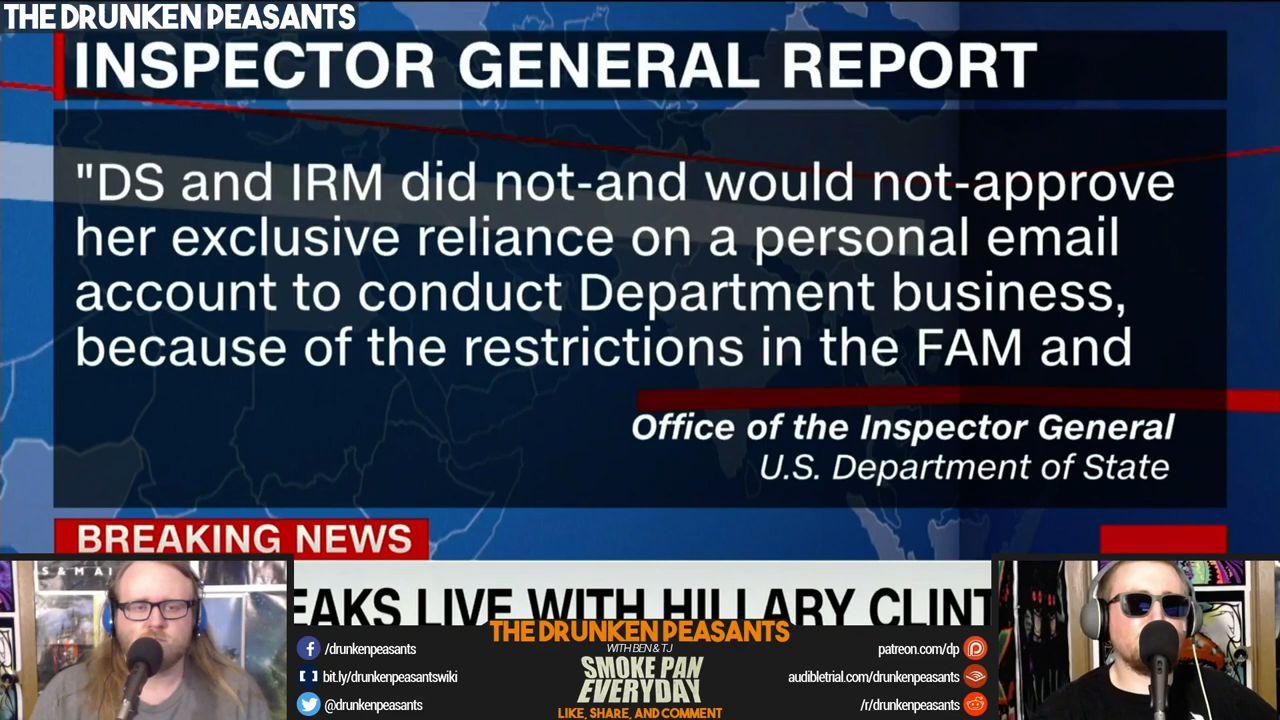 THE DRUNKEN PEASANTS
INSPECTOR GENERAL REPORT
"DS and IRM did not-and would not-approve
her exclusive reliance on a personal email
account to conduct Department business,
because of the restrictions in the FAM and
Office of the Inspector General
U.S. Department of State
BREAKING NEWS
EAKS LIVE WITH HILLARY CLINT
THE DRUNKEN PEASANTS
WITH BEN & TJ
SMOKE PAN
EVERYDAY
LIKE, SHARE, AND COMMENT
/drunkenpeasants
bit.ly/drunkenpeasantswiki
@drunkenpeasants
patreon.com/dp
audibletrial.com/drunkenpeasants
/r/drunkenpeasants